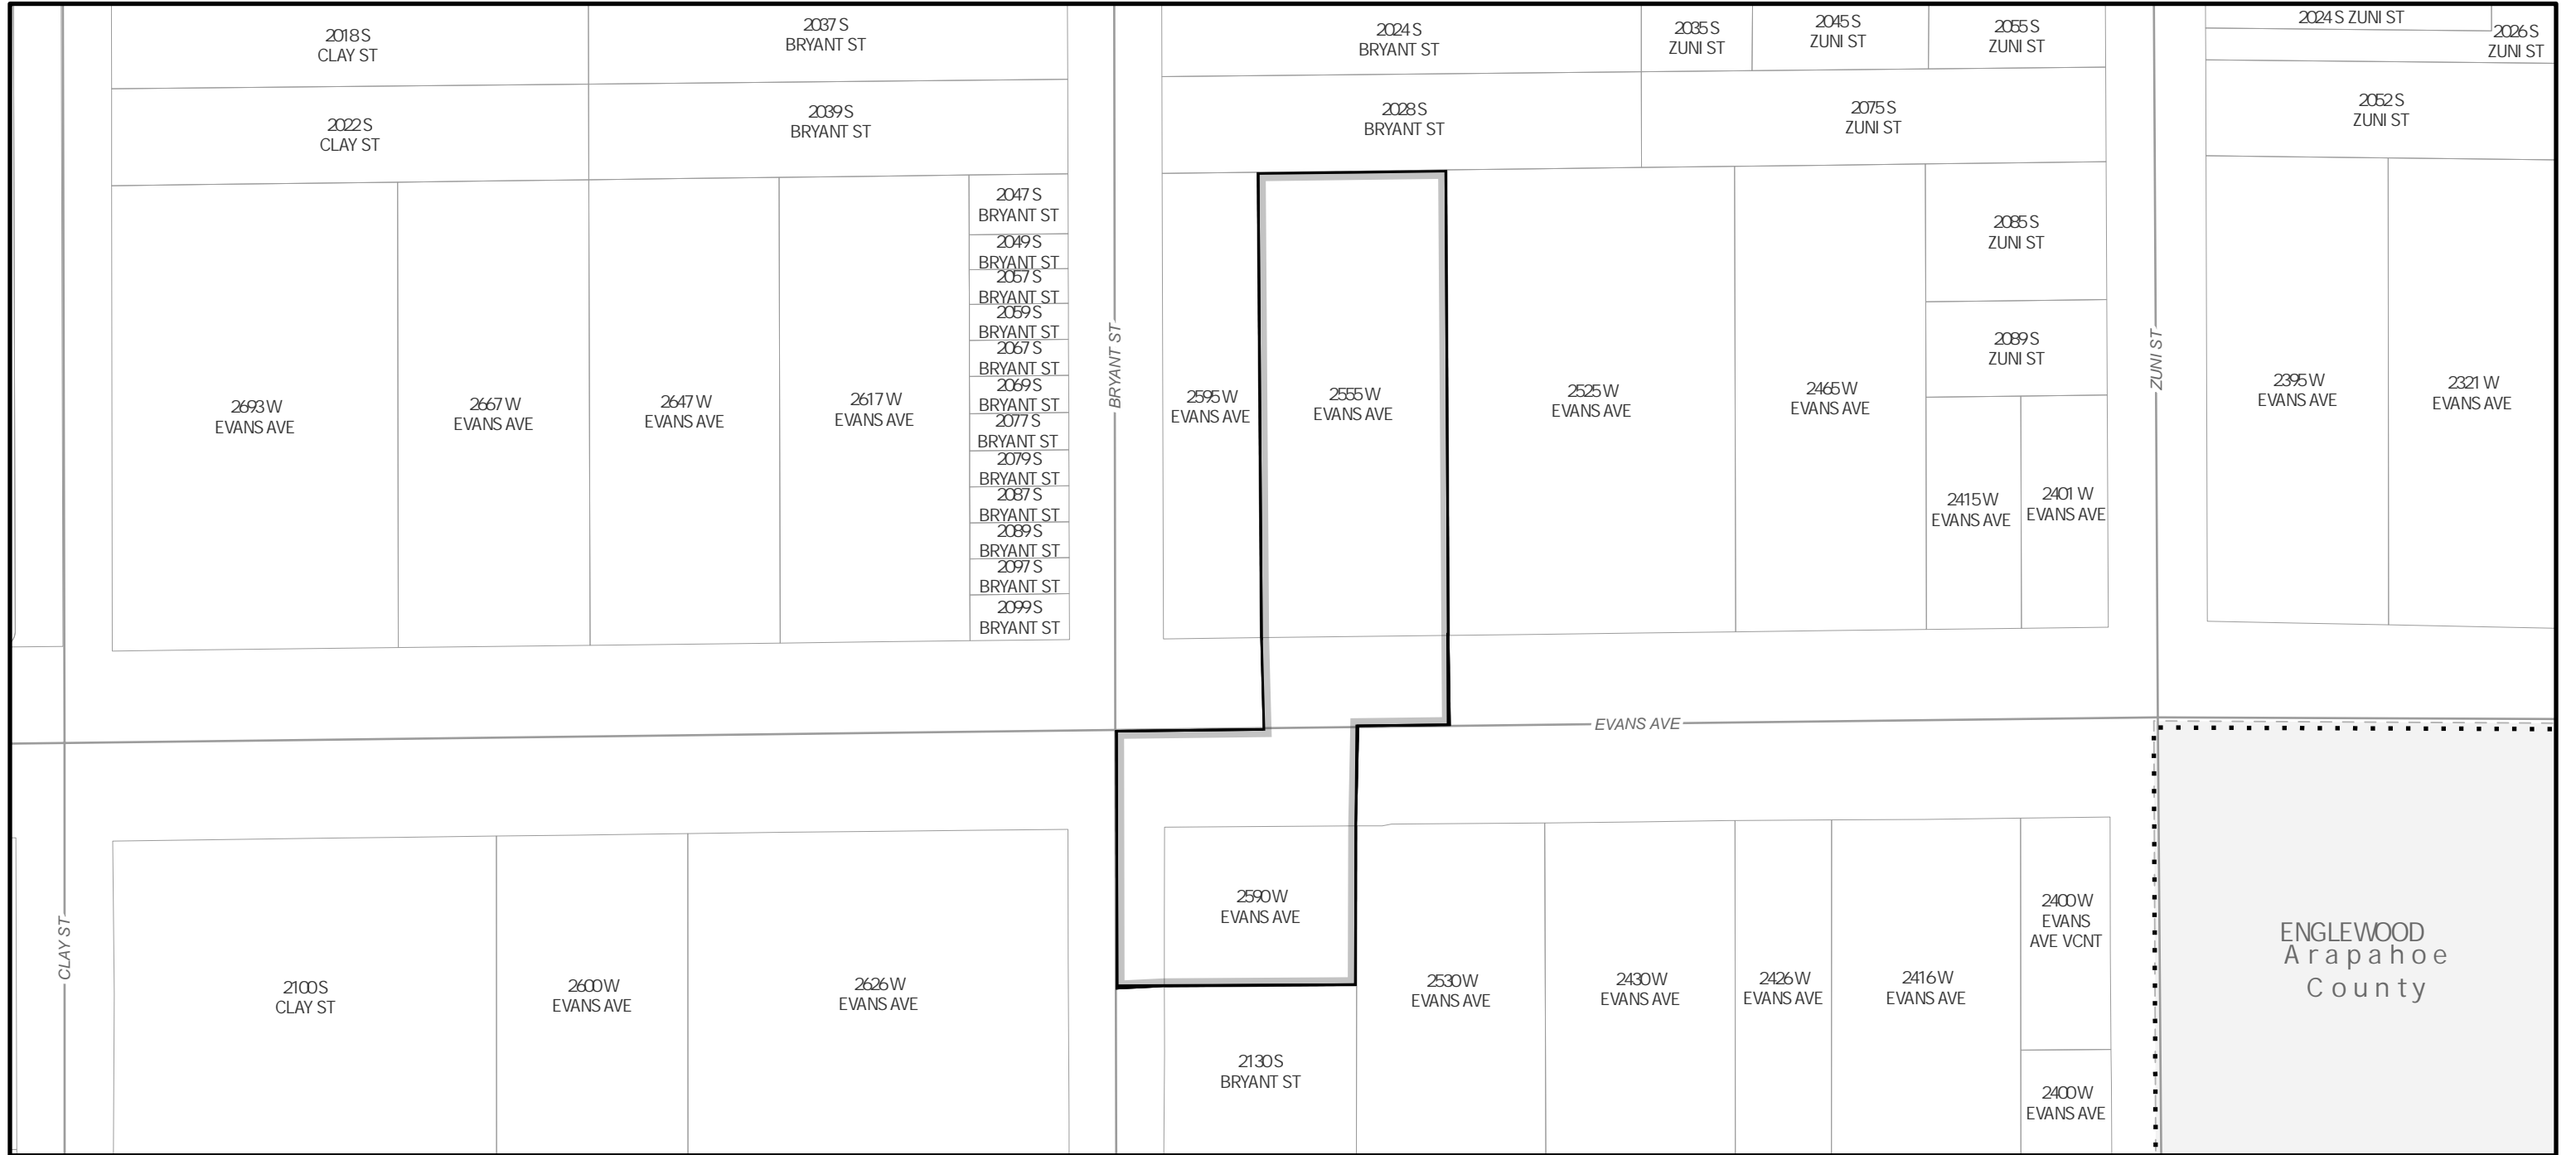 2018 S
CLAY ST
2037 S
BRYANT ST
2024 S
BRYANT ST
2035 S
ZUNI ST
2045 S
ZUNI ST
2055 S
ZUNI ST
2024 S ZUNI ST
2026 S
ZUNI ST
2022 S
CLAY ST
2039 S
BRYANT ST
2028 S
BRYANT ST
2075 S
ZUNI ST
2052 S
ZUNI ST
2693 W
EVANS AVE
2667 W
EVANS AVE
2647 W
EVANS AVE
2617 W
EVANS AVE
2047 S
BRYANT ST
2049 S
BRYANT ST
2057 S
BRYANT ST
2059 S
BRYANT ST
2067 S
BRYANT ST
2069 S
BRYANT ST
2077 S
BRYANT ST
2079 S
BRYANT ST
2087 S
BRYANT ST
2089 S
BRYANT ST
2097 S
BRYANT ST
2099 S
BRYANT ST
BRYANT ST
2595 W
EVANS AVE
2555 W
EVANS AVE
2525 W
EVANS AVE
2465 W
EVANS AVE
2085 S
ZUNI ST
2089 S
ZUNI ST
2415 W
EVANS AVE
2401 W
EVANS AVE
ZUNI ST
2395 W
EVANS AVE
2321 W
EVANS AVE
EVANS AVE
CLAY ST
2100 S
CLAY ST
2600 W
EVANS AVE
2626 W
EVANS AVE
2590 W
EVANS AVE
2130 S
BRYANT ST
2530 W
EVANS AVE
2430 W
EVANS AVE
2426 W
EVANS AVE
2416 W
EVANS AVE
2400 W
EVANS
AVE VCNT
2400 W
EVANS AVE
ENGLEWOOD
Arapahoe
County